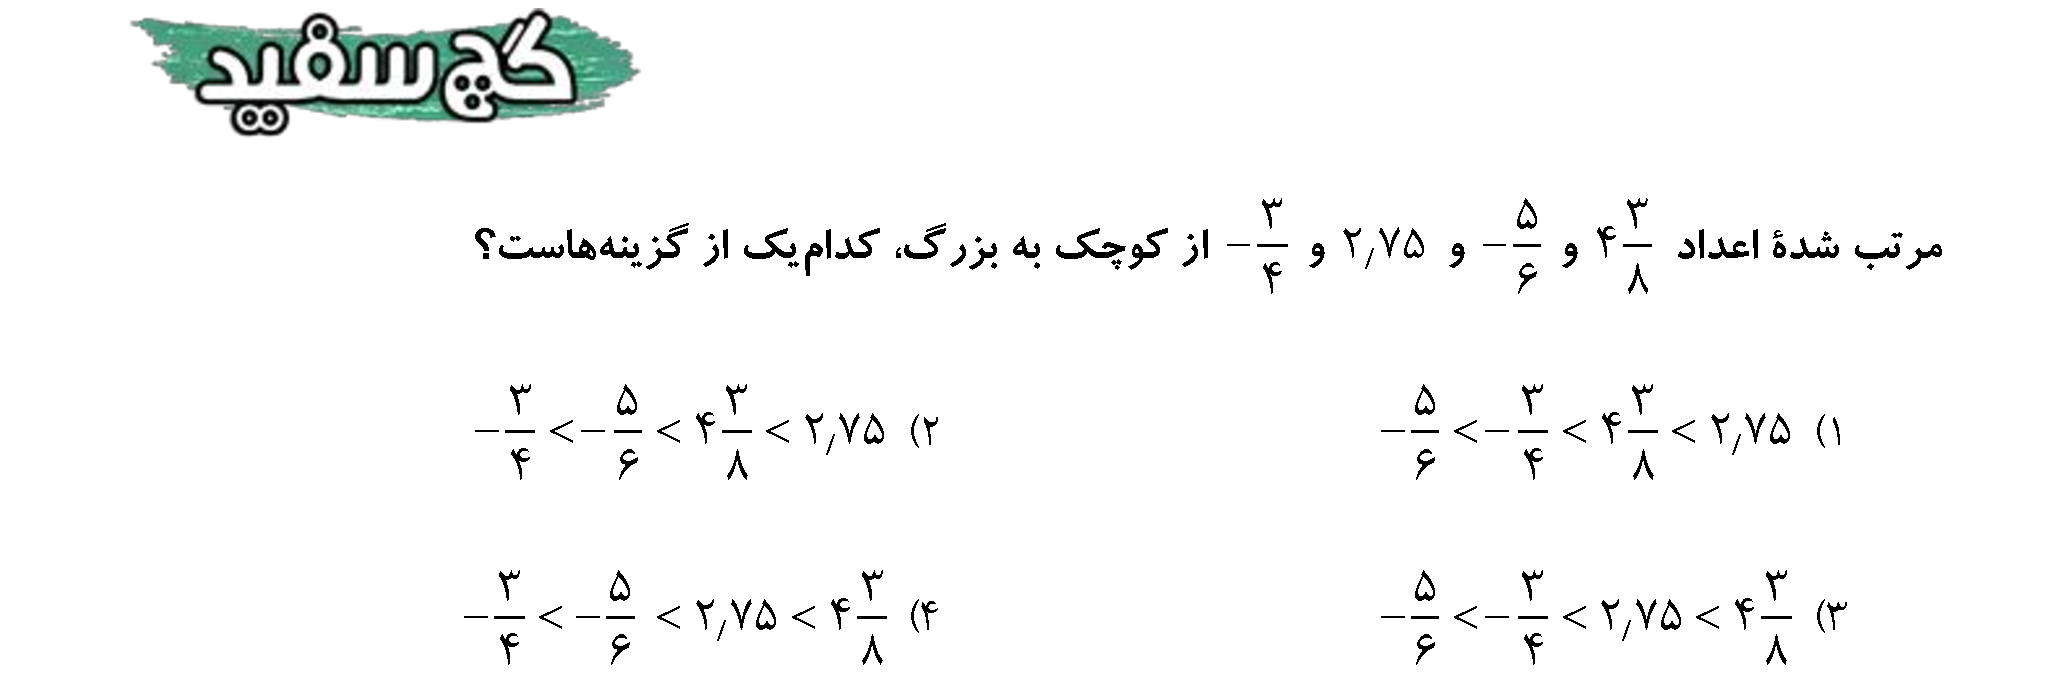 گچ سفید
مرتب شدهٔ اعداد ۴ ۳/۸ و -۵/۶ و ۲٫۷۵ و -۳/۴ از کوچک به بزرگ، کدام‌یک از گزینه‌هاست؟
۱) -۵/۶ < -۳/۴ < ۴ ۳/۸ < ۲٫۷۵
۲) -۳/۴ < -۵/۶ < ۴ ۳/۸ < ۲٫۷۵
۳) -۵/۶ < -۳/۴ < ۲٫۷۵ < ۴ ۳/۸
۴) -۳/۴ < -۵/۶ < ۲٫۷۵ < ۴ ۳/۸